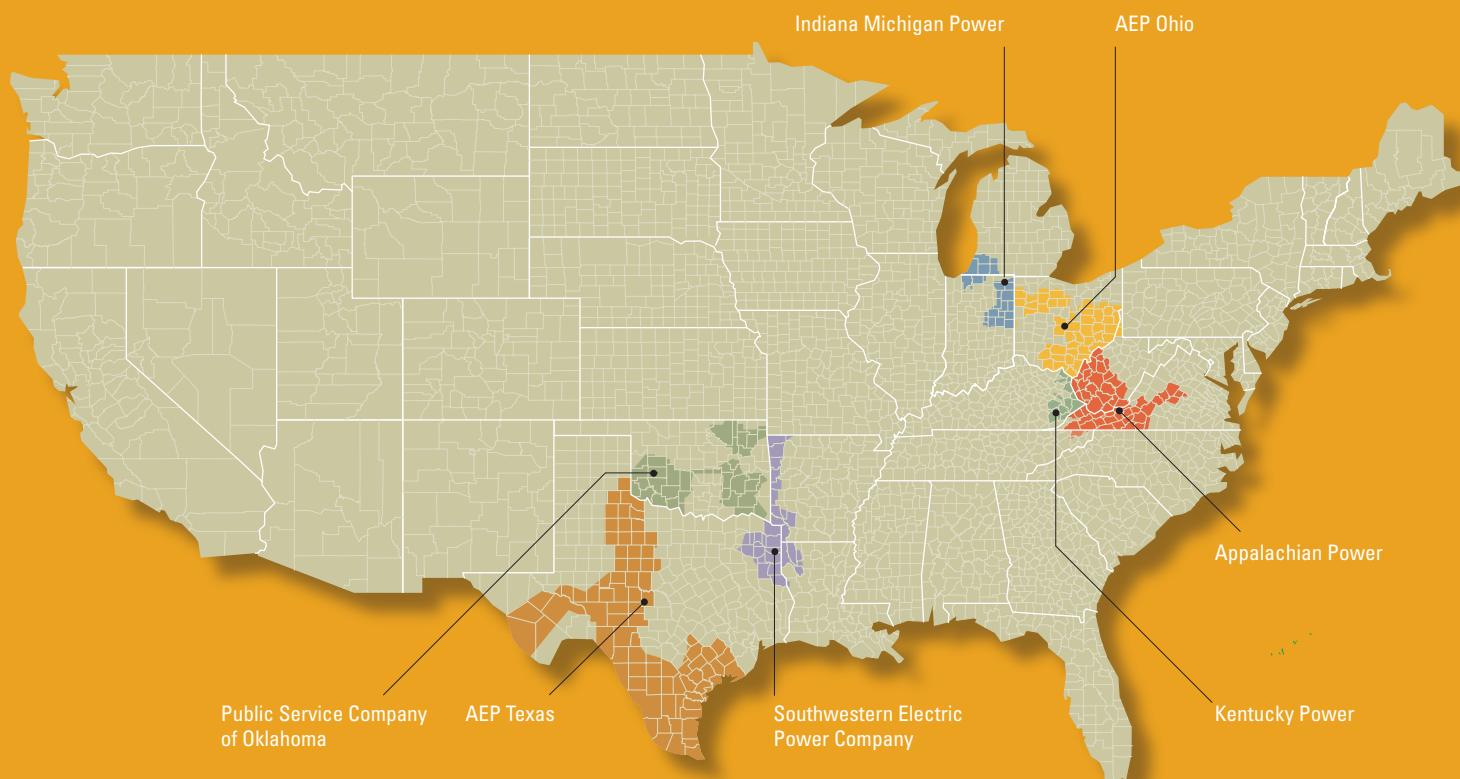 Indiana Michigan Power
AEP Ohio
Appalachian Power
Public Service Company
of Oklahoma
AEP Texas
Southwestern Electric
Power Company
Kentucky Power